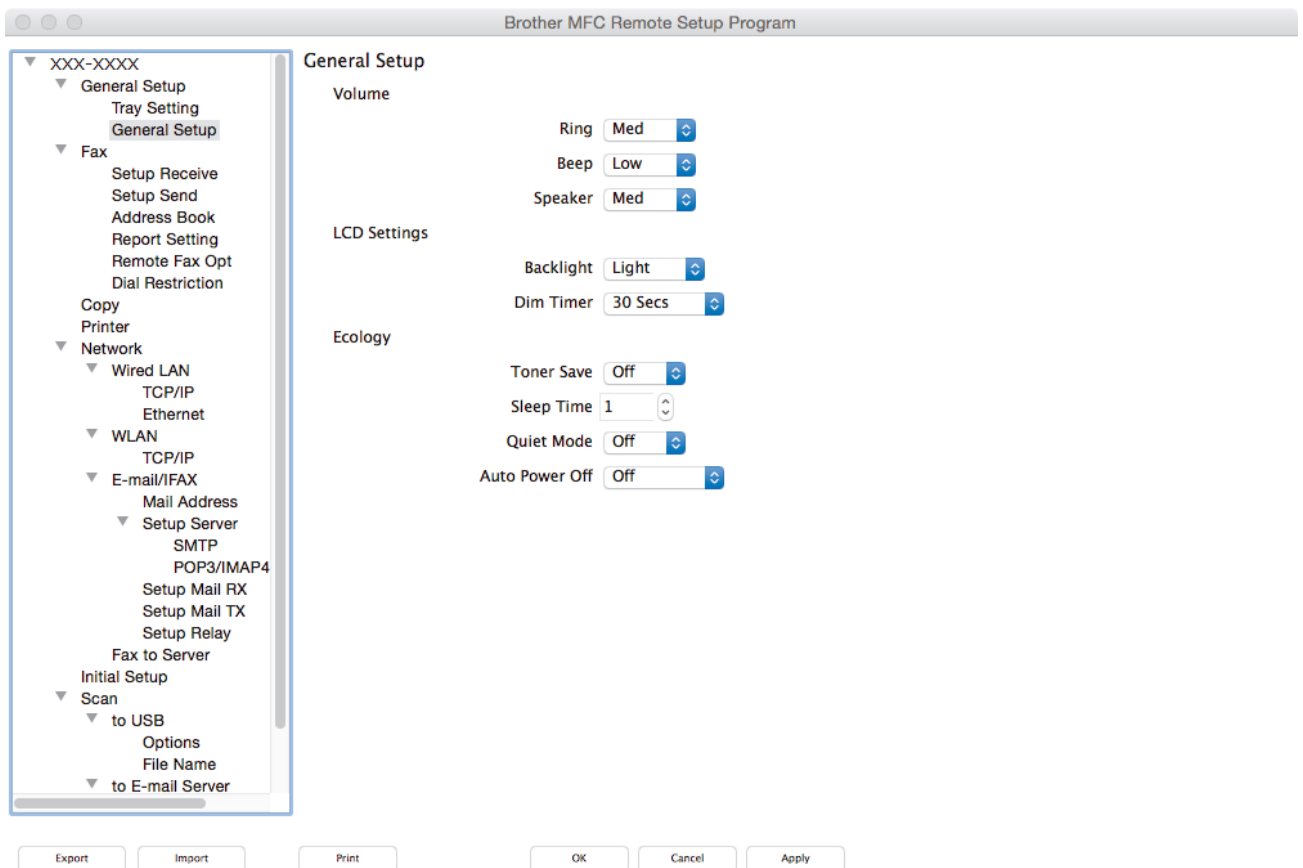 Brother MFC Remote Setup Program
XXX-XXXX
General Setup
Tray Setting
General Setup
Fax
Setup Receive
Setup Send
Address Book
Report Setting
Remote Fax Opt
Dial Restriction
Copy
Printer
Network
Wired LAN
TCP/IP
Ethernet
WLAN
TCP/IP
E-mail/IFAX
Mail Address
Setup Server
SMTP
POP3/IMAP4
Setup Mail RX
Setup Mail TX
Setup Relay
Fax to Server
Initial Setup
Scan
to USB
Options
File Name
to E-mail Server
General Setup
Volume
Ring Med
Beep Low
Speaker Med
LCD Settings
Backlight Light
Dim Timer 30 Secs
Ecology
Toner Save Off
Sleep Time 1
Quiet Mode Off
Auto Power Off Off
Export Import Print OK Cancel Apply